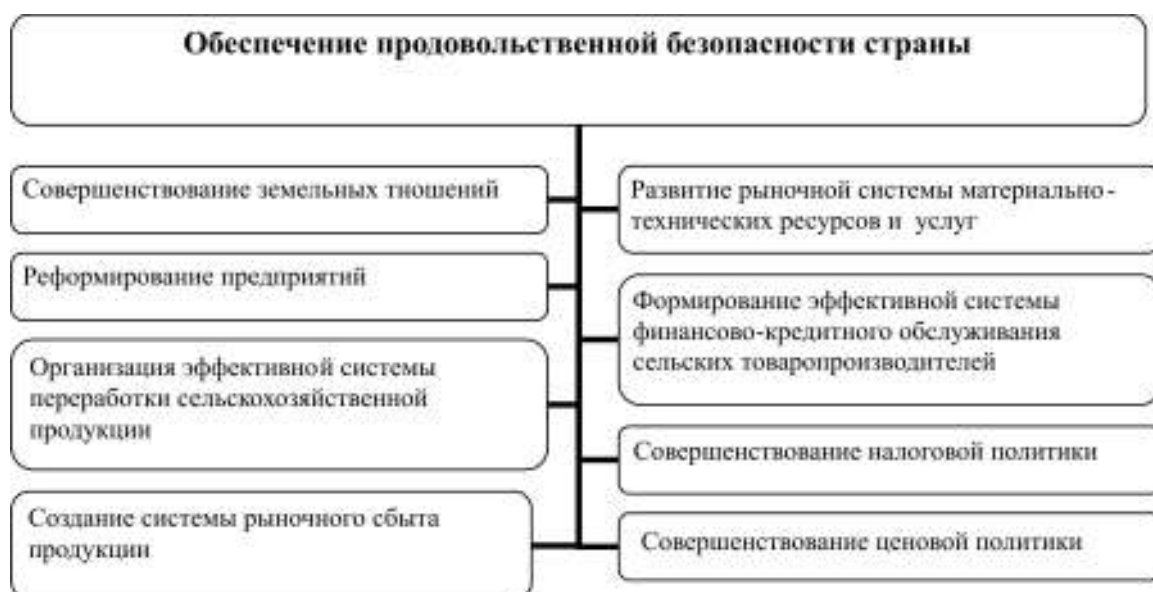 Обеспечение продовольственной безопасности страны
Совершенствование земельных тношений
Реформирование предприятий
Организация эффективной системы
переработки сельскохозяйственной
продукции
Создание системы рыночного сбыта
продукции
Развитие рыночной системы материально-
технических ресурсов и услуг
Формирование эффективной системы
финансово-кредитного обслуживания
сельских товаропроизводителей
Совершенствование налоговой политики
Совершенствование ценовой политики